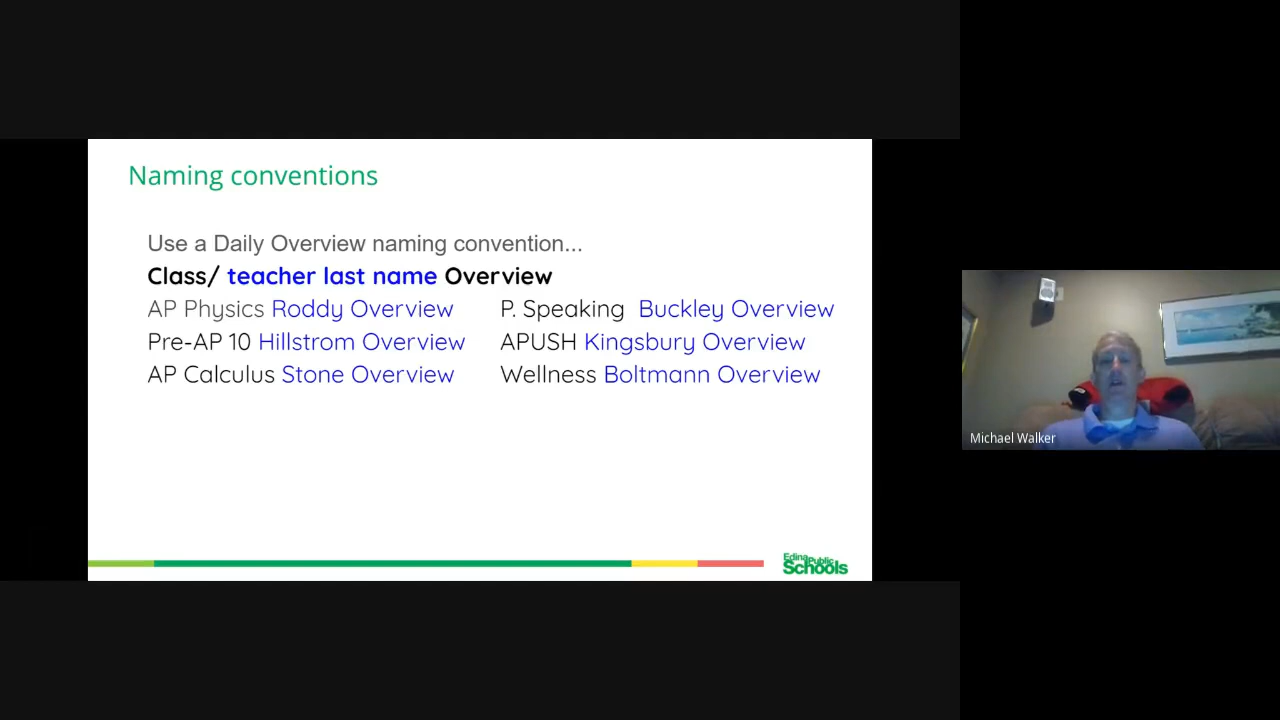 Naming conventions
Use a Daily Overview naming convention...
Class/ teacher last name Overview
AP Physics Roddy Overview P. Speaking Buckley Overview
Pre-AP 10 Hillstrom Overview APUSH Kingsbury Overview
AP Calculus Stone Overview Wellness Boltmann Overview
Edina Public
Schools
Michael Walker